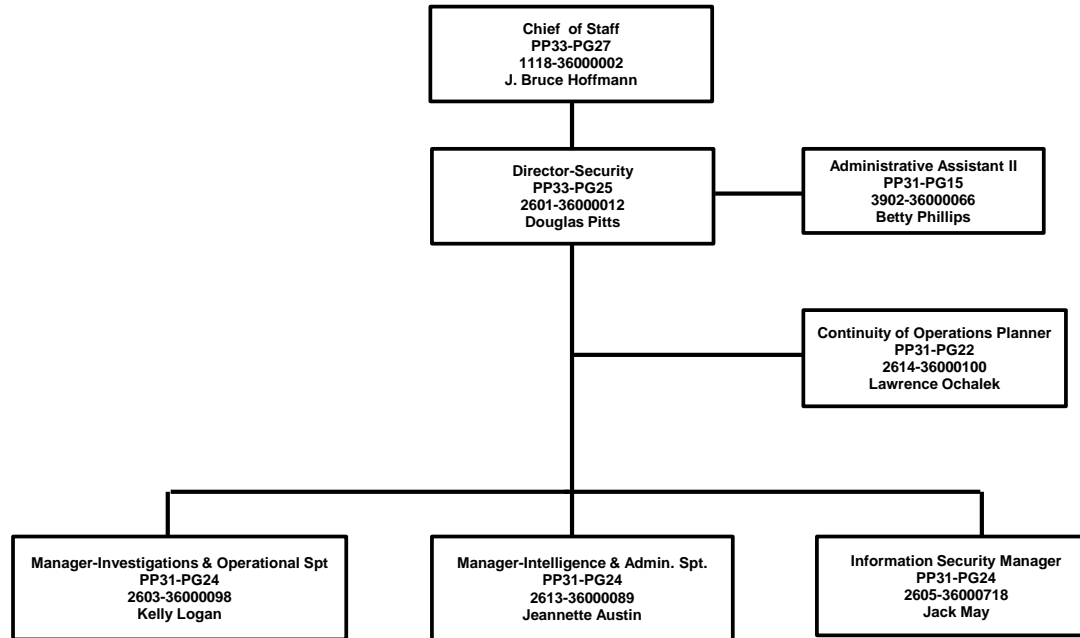 Chief of Staff
PP33-PG27
1118-36000002
J. Bruce Hoffmann
Director-Security
PP33-PG25
2601-36000012
Douglas Pitts
Administrative Assistant II
PP31-PG15
3902-36000066
Betty Phillips
Continuity of Operations Planner
PP31-PG22
2614-36000100
Lawrence Ochalek
Manager-Investigations & Operational Spt
PP31-PG24
2603-36000098
Kelly Logan
Manager-Intelligence & Admin. Spt.
PP31-PG24
2613-36000089
Jeannette Austin
Information Security Manager
PP31-PG24
2605-36000718
Jack May